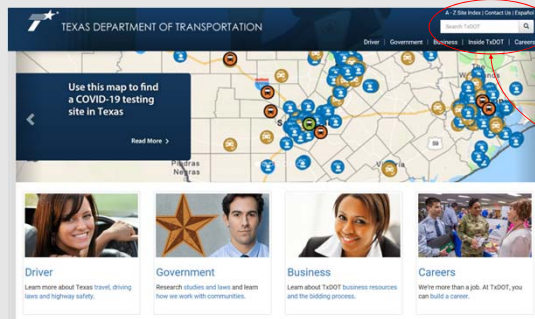 A - Z Site Index | Contact Us | Español
TEXAS DEPARTMENT OF TRANSPORTATION
Search TxDOT
Driver | Government | Business | Inside TxDOT | Careers
Use this map to find
a COVID-19 testing
site in Texas
Read More >
Piedras
Negras
Driver
Learn more about Texas travel, driving
laws and highway safety.
Government
Research studies and laws and learn
how we work with communities.
Business
Learn about TxDOT business resources
and the bidding process.
Careers
We're more than a job. At TxDOT, you
can build a career.